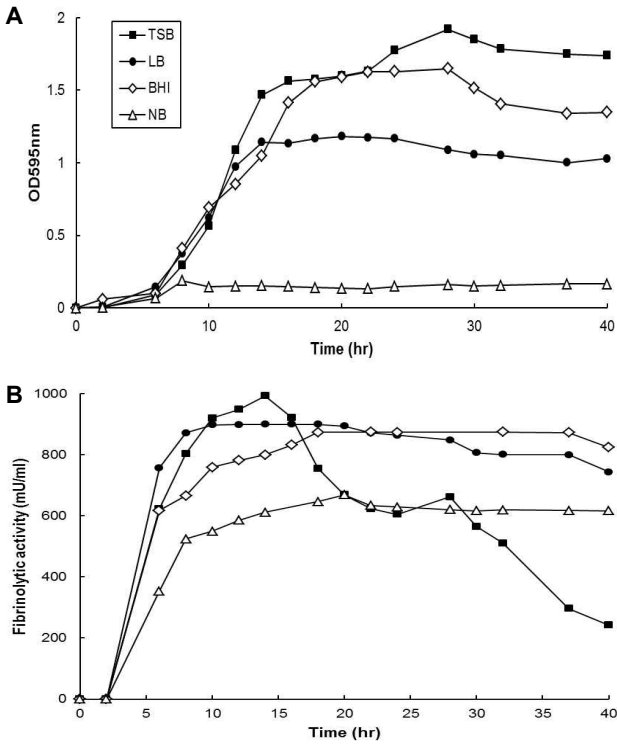 A
TSB
LB
BHI
NB
2
1.5
1
0.5
0
OD595nm
0 10 20 30 40
Time (hr)
B
1000
800
600
400
200
0
Fibrinolytic activity (mU/ml)
0 5 10 15 20 25 30 35 40
Time (hr)